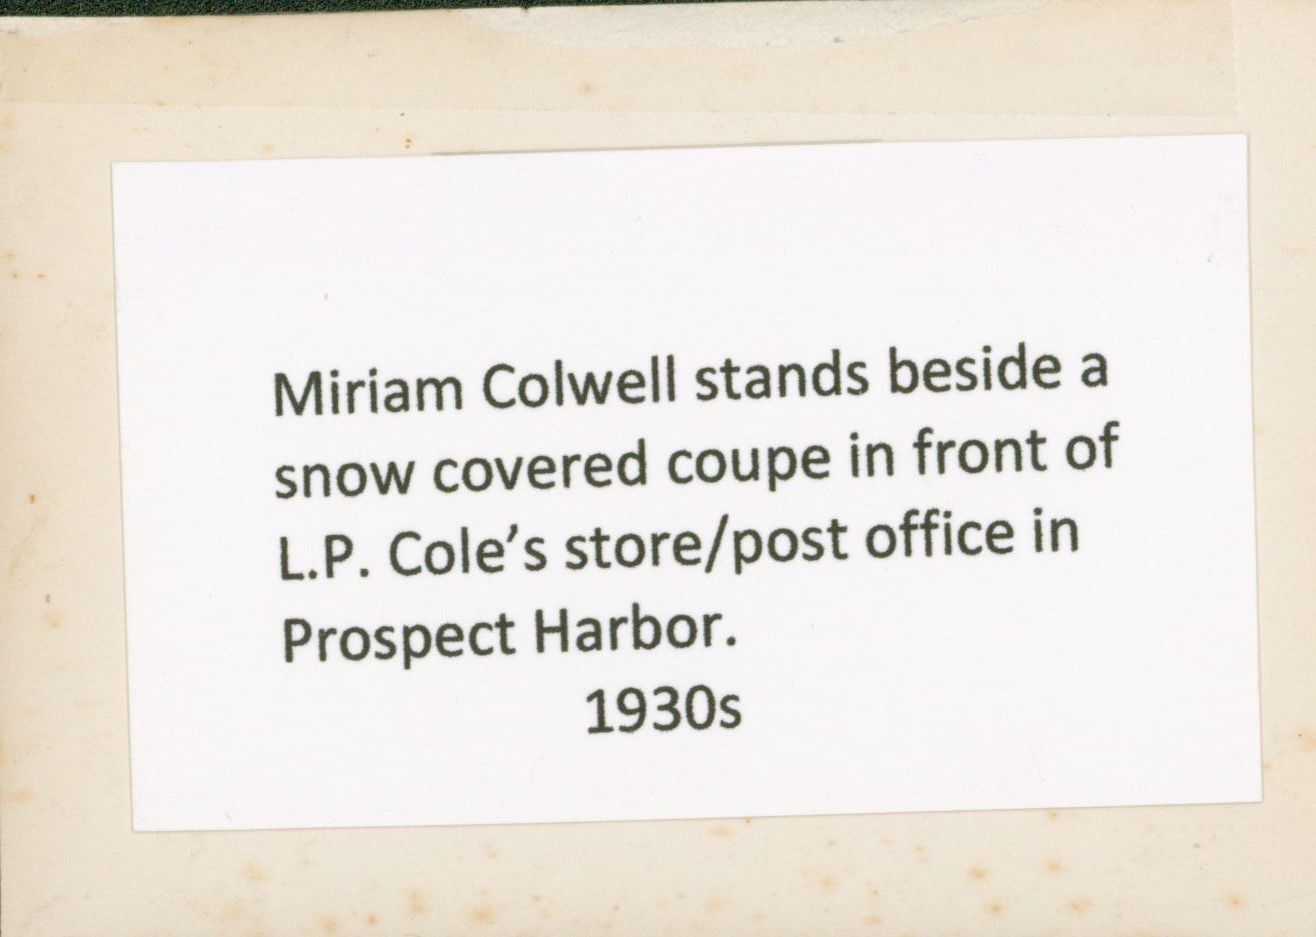 Miriam Colwell stands beside a
snow covered coupe in front of
L.P. Cole’s store/post office in
Prospect Harbor.
1930s